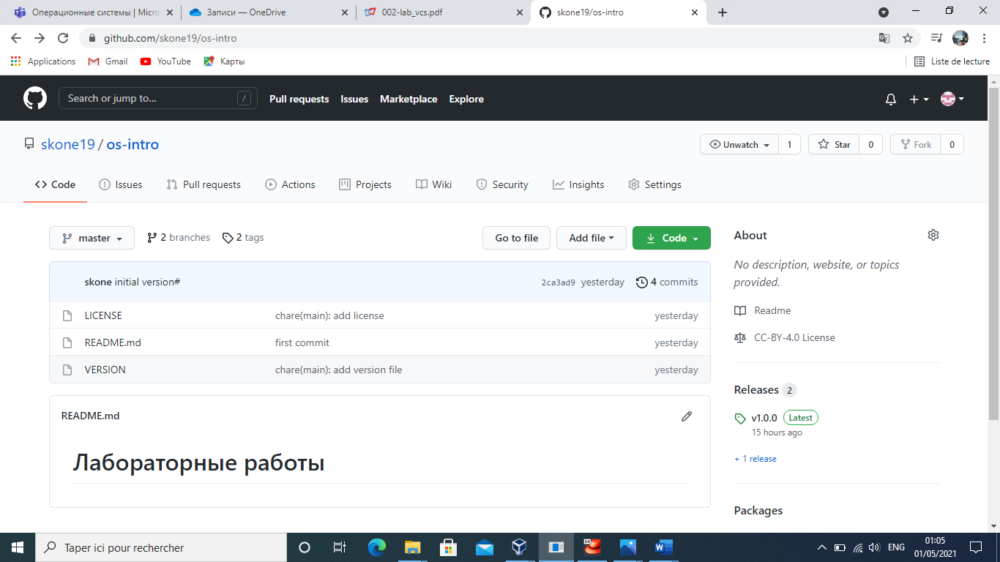 Операционные системы | Micro
Записи — OneDrive
002-lab_vcs.pdf
skone19/os-intro
github.com/skone19/os-intro
Applications
Gmail
YouTube
Карты
Liste de lecture
Search or jump to...
/
Pull requests
Issues
Marketplace
Explore
skone19 / os-intro
Unwatch
1
Star
0
Fork
0
Code
Issues
Pull requests
Actions
Projects
Wiki
Security
Insights
Settings
master
2 branches
2 tags
Go to file
Add file
Code
skone initial version#
2ca3ad9 yesterday
4 commits
LICENSE
chare(main): add license
yesterday
README.md
first commit
yesterday
VERSION
chare(main): add version file
yesterday
README.md
Лабораторные работы
About
No description, website, or topics
provided.
Readme
CC-BY-4.0 License
Releases 2
v1.0.0 Latest
15 hours ago
+ 1 release
Packages
Taper ici pour rechercher
ENG
01:05
01/05/2021